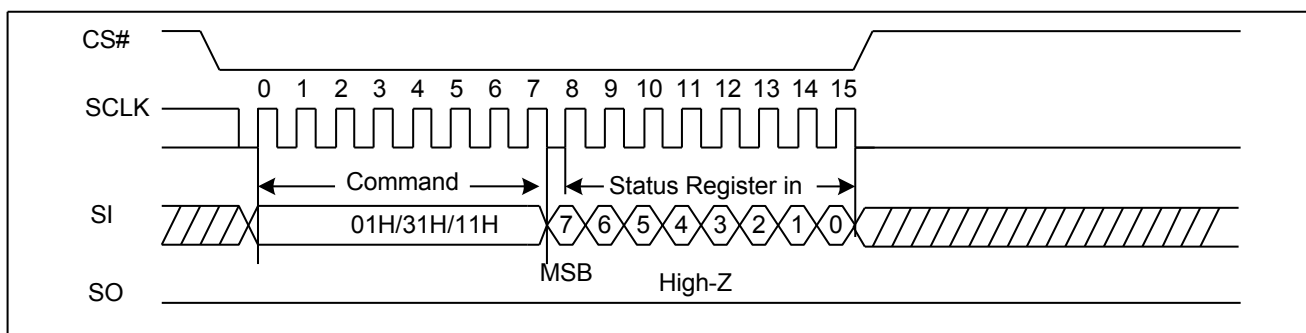 CS#
0 1 2 3 4 5 6 7 8 9 10 11 12 13 14 15
SCLK
Command Status Register in
SI 01H/31H/11H 7 6 5 4 3 2 1 0
MSB High-Z
SO